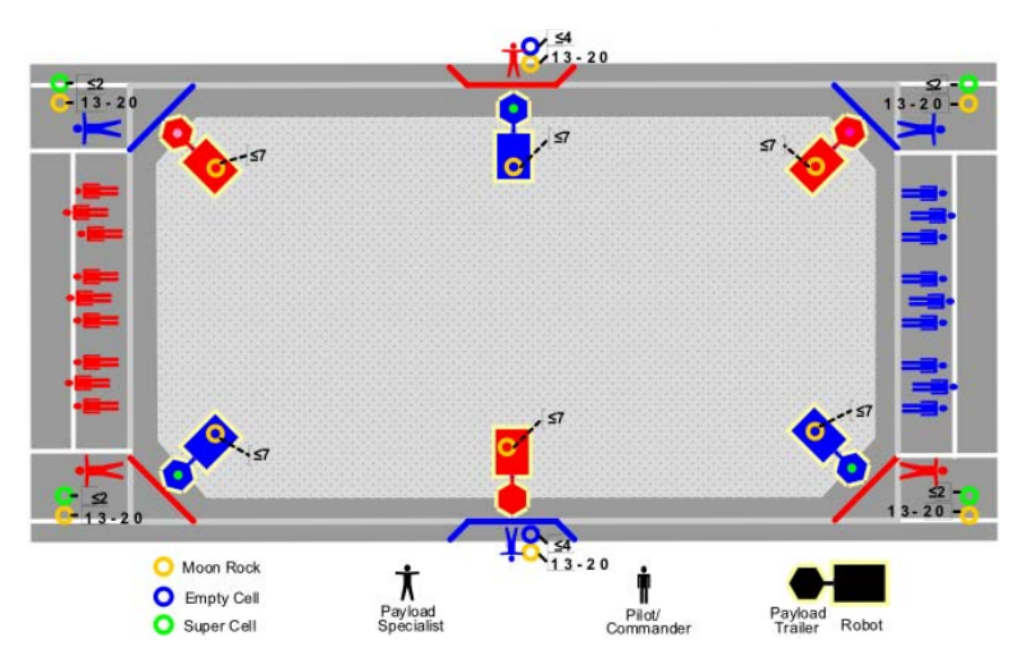 ≤4
13-20
≤2
13-20
≤2
13-20
≤7
≤7
≤7
≤7
≤7
≤7
≤2
13-20
≤2
13-20
≤4
13-20
Moon Rock
Empty Cell
Super Cell
Payload
Specialist
Pilot/
Commander
Payload
Trailer
Robot